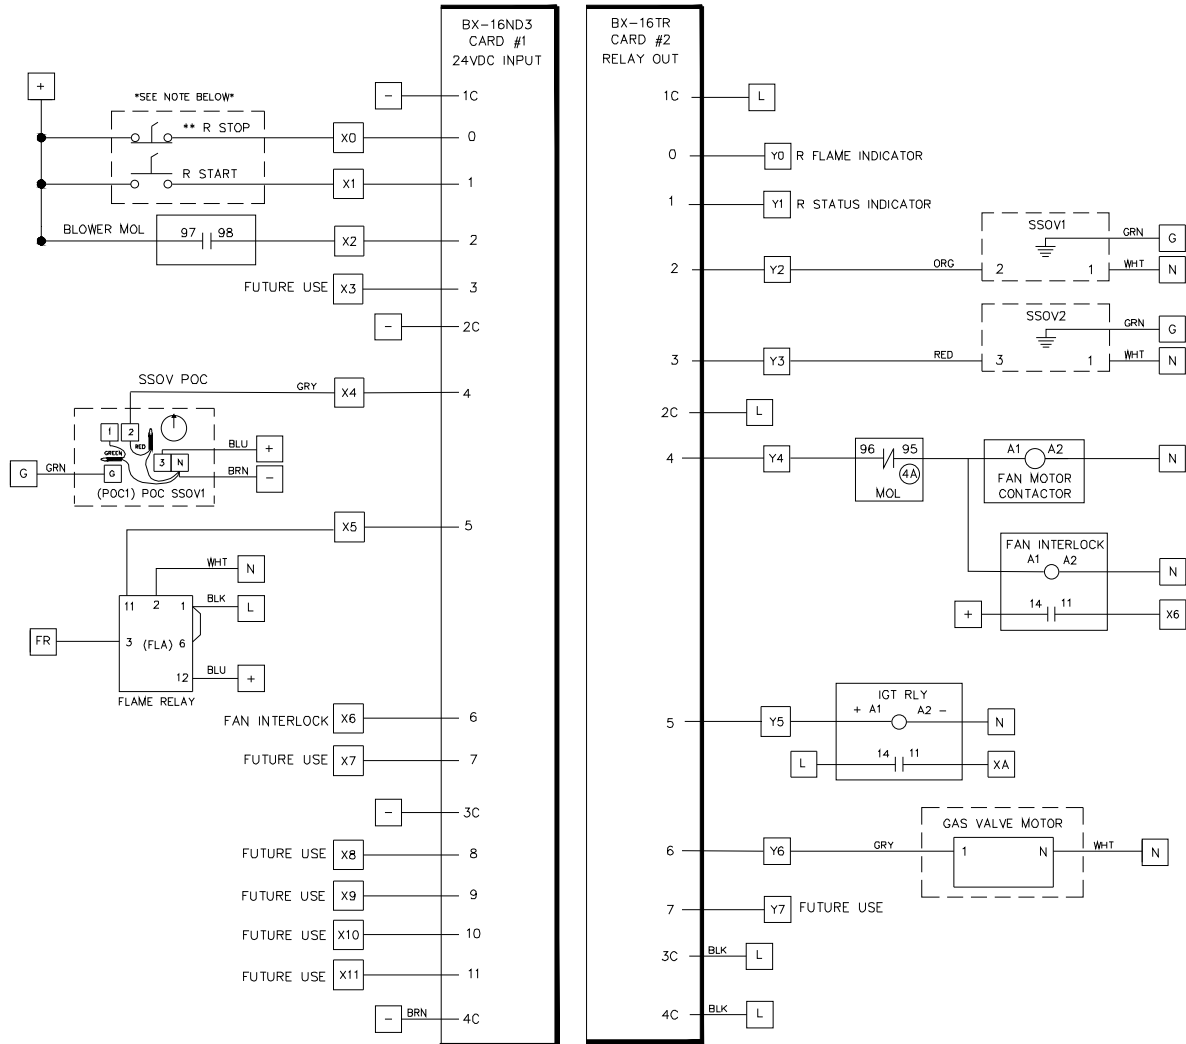 BX-16ND3
CARD #1
24VDC INPUT
+
*SEE NOTE BELOW*
- 1C
** R STOP X0 0
R START X1 1
BLOWER MOL 97 98 X2 2
FUTURE USE X3 3
- 2C
SSOV POC GRY X4 4
1 2
RED
GREEN
3 N
BLU +
G GRN G BRN -
(POC1) POC SSOV1
X5 5
WHT N
11 2 1 BLK L
FR 3 (FLA) 6
12 BLU +
FLAME RELAY
FAN INTERLOCK X6 6
FUTURE USE X7 7
- 3C
FUTURE USE X8 8
FUTURE USE X9 9
FUTURE USE X10 10
FUTURE USE X11 11
- BRN 4C
BX-16TR
CARD #2
RELAY OUT
1C L
0 Y0 R FLAME INDICATOR
1 Y1 R STATUS INDICATOR
SSOV1 GRN G
2 Y2 ORG 2 1 WHT N
SSOV2 GRN G
3 Y3 RED 3 1 WHT N
2C L
4 Y4 96 95 A1 A2 N
4A
MOL
FAN MOTOR
CONTACTOR
FAN INTERLOCK
A1 A2 N
+ 14 11 X6
IGT RLY
5 Y5 + A1 A2 - N
L 14 11 XA
GAS VALVE MOTOR
6 Y6 GRY 1 N WHT N
7 Y7 FUTURE USE
3C BLK L
4C BLK L